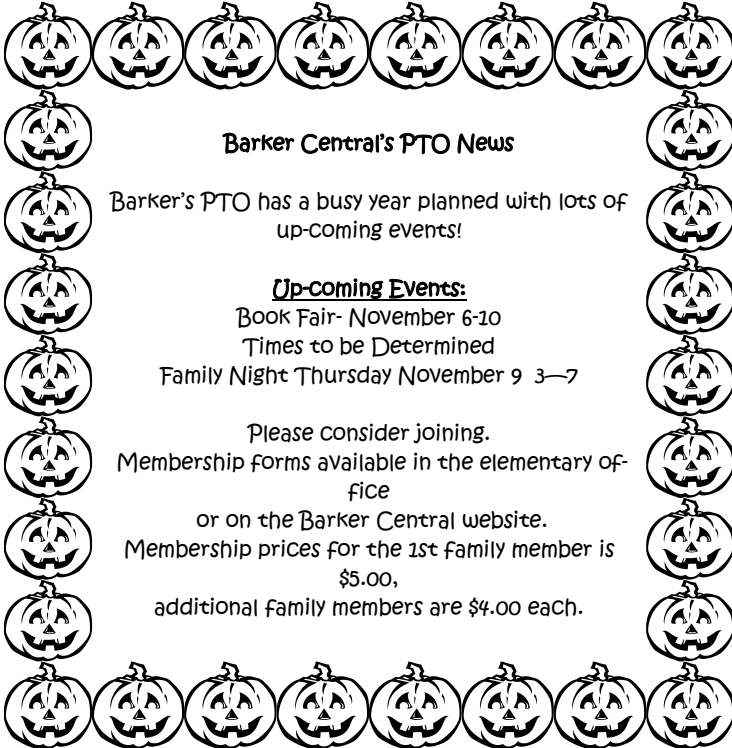 Barker Central's PTO News
Barker's PTO has a busy year planned with lots of
up-coming events!
Up-coming Events:
Book Fair- November 6-10
Times to be Determined
Family Night Thursday November 9  3—7
Please consider joining.
Membership forms available in the elementary of-
fice
or on the Barker Central website.
Membership prices for the 1st family member is
$5.00,
additional family members are $4.00 each.